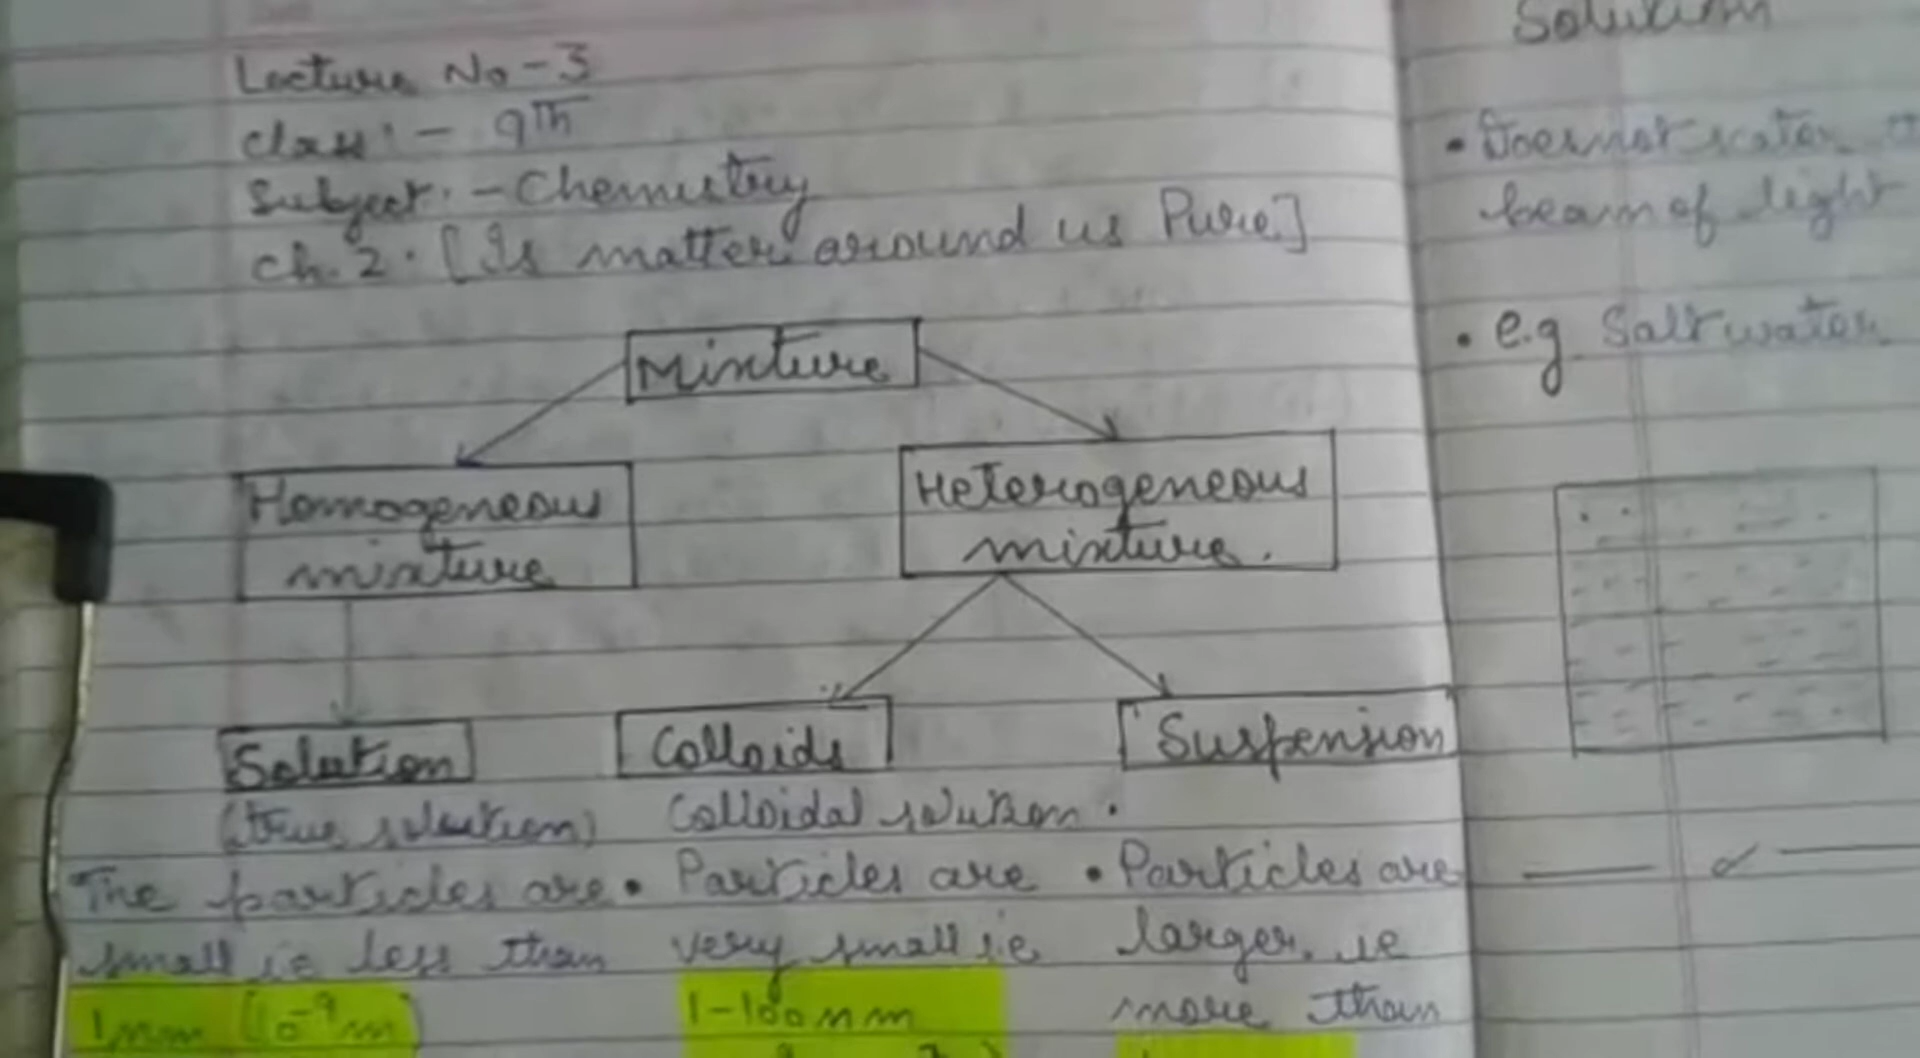 Lecture No - 3
Class :- 9th
Subject :- Chemistry
Ch. 2 . [Is matter around us Pure]
Mixture
Homogeneous
mixture
Heterogeneous
mixture.
Solution
Colloids
Suspension
(true solution)
Colloidal solution.
The particles are
small ie less than
1nm [10-9m]
• Particles are
very small i.e
1-100nm
• Particles are
larger. ie
more than
Solution
• Does not scatter
beam of light
• e.g Salt water